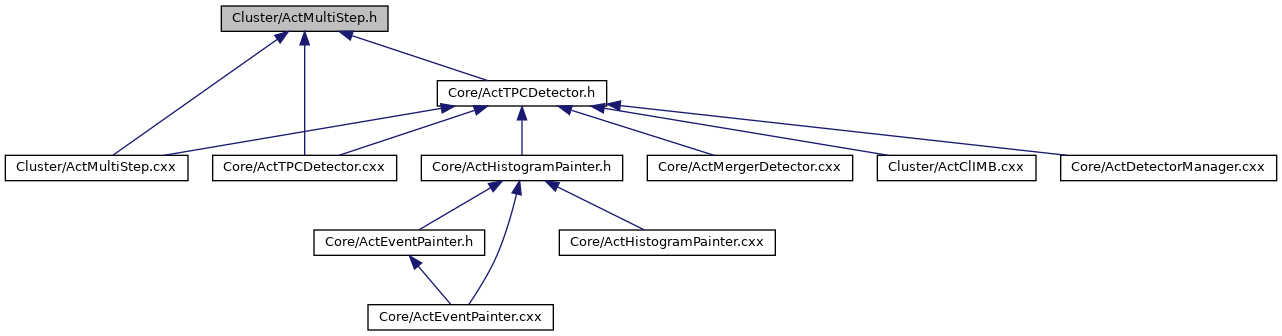 Cluster/ActMultiStep.h
Core/ActTPCDetector.h
Cluster/ActMultiStep.cxx
Core/ActTPCDetector.cxx
Core/ActHistogramPainter.h
Core/ActMergerDetector.cxx
Cluster/ActClIMB.cxx
Core/ActDetectorManager.cxx
Core/ActEventPainter.h
Core/ActHistogramPainter.cxx
Core/ActEventPainter.cxx